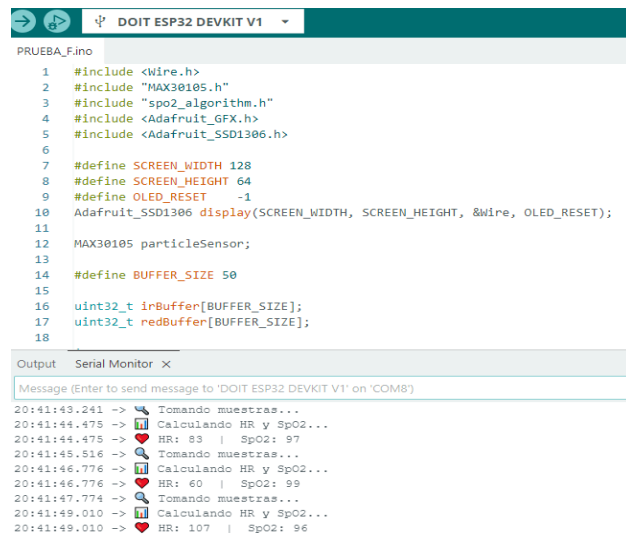 DOIT ESP32 DEVKIT V1
PRUEBA_F.ino
1 #include <Wire.h>
2 #include "MAX30105.h"
3 #include "spo2_algorithm.h"
4 #include <Adafruit_GFX.h>
5 #include <Adafruit_SSD1306.h>
6
7 #define SCREEN_WIDTH 128
8 #define SCREEN_HEIGHT 64
9 #define OLED_RESET    -1
10 Adafruit_SSD1306 display(SCREEN_WIDTH, SCREEN_HEIGHT, &Wire, OLED_RESET);
11
12 MAX30105 particleSensor;
13
14 #define BUFFER_SIZE 50
15
16 uint32_t irBuffer[BUFFER_SIZE];
17 uint32_t redBuffer[BUFFER_SIZE];
18
Output Serial Monitor ×
Message (Enter to send message to 'DOIT ESP32 DEVKIT V1' on 'COM8')
20:41:43.241 -> 🔍 Tomando muestras...
20:41:44.475 -> 📊 Calculando HR y SpO2...
20:41:44.475 -> ❤️ HR: 83 | SpO2: 97
20:41:45.516 -> 🔍 Tomando muestras...
20:41:46.776 -> 📊 Calculando HR y SpO2...
20:41:46.776 -> ❤️ HR: 60 | SpO2: 99
20:41:47.774 -> 🔍 Tomando muestras...
20:41:49.010 -> 📊 Calculando HR y SpO2...
20:41:49.010 -> ❤️ HR: 107 | SpO2: 96